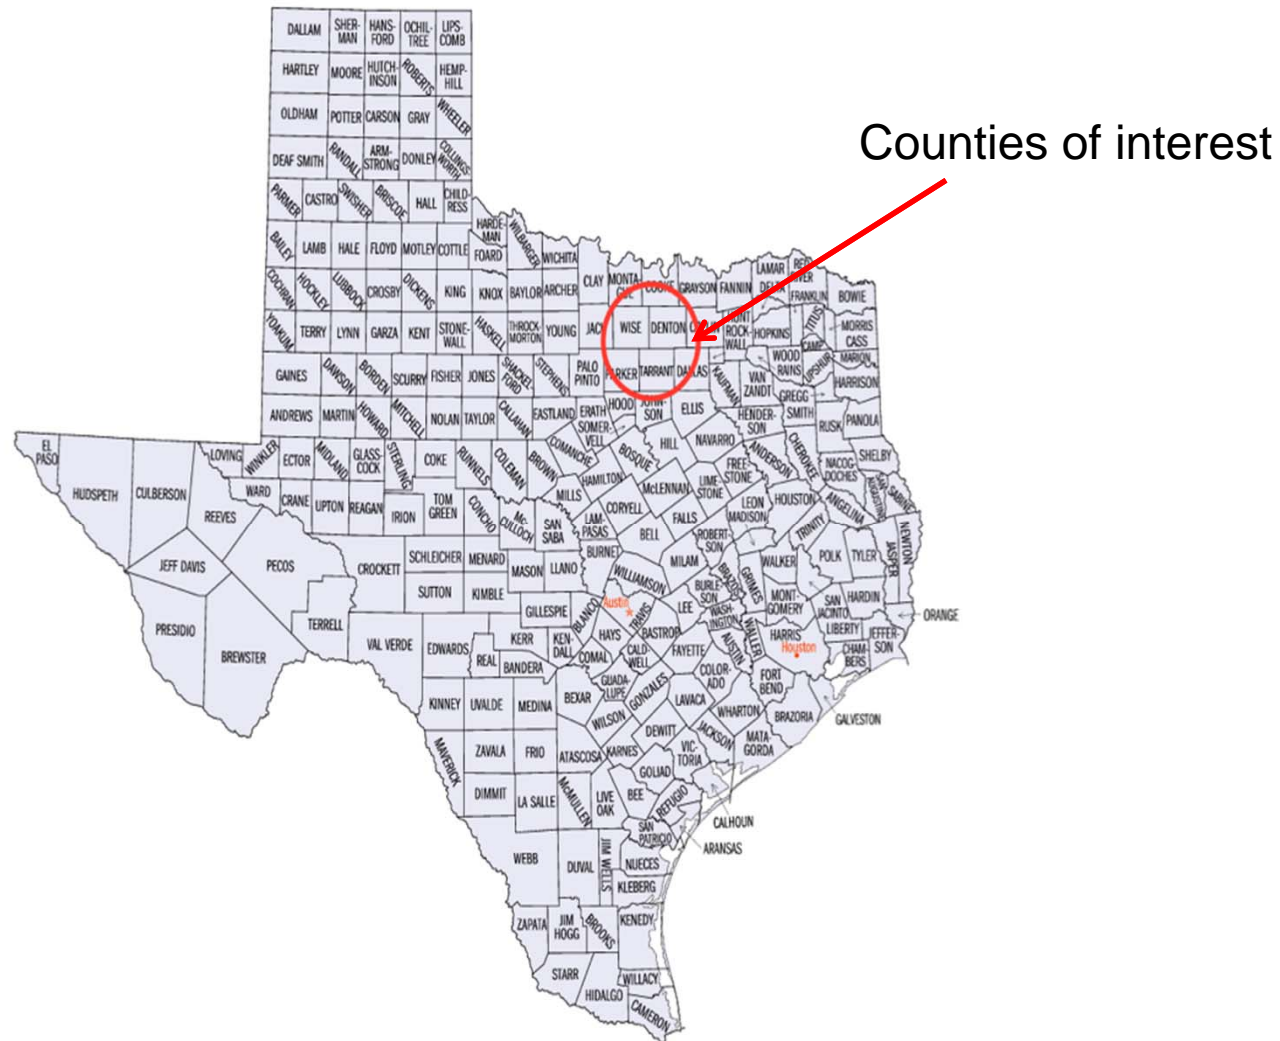 Counties of interest
DALLAM
SHER-
MAN
HANS-
FORD
OCHIL-
TREE
LIPS-
COMB
HARTLEY
MOORE
HUTCH-
INSON
ROBERTS
HEMP-
HILL
OLDHAM
POTTER
CARSON
GRAY
WHEELER
DEAF SMITH
RANDALL
ARM-
STRONG
DONLEY
COLLINGS-
WORTH
PARMER
CASTRO
SWISHER
BRISCOE
HALL
CHILD-
RESS
HARDE-
MAN
BAILEY
LAMB
HALE
FLOYD
MOTLEY
COTTLE
FOARD
WILBARGER
WICHITA
CLAY
MONTA-
GUE
COOKE
GRAYSON
FANNIN
LAMAR
RED
RIVER
DELTA
FRANKLIN
BOWIE
COCHRAN
HOCKLEY
LUBBOCK
CROSBY
DICKENS
KING
KNOX
BAYLOR
ARCHER
JACK
WISE
DENTON
COLLIN
HUNT
ROCK-
WALL
HOPKINS
TITUS
MORRIS
CASS
CAMP
YOAKUM
TERRY
LYNN
GARZA
KENT
STONE-
WALL
HASKELL
THROCK-
MORTON
YOUNG
WOOD
RAINS
UPSHUR
MARION
GAINES
DAWSON
BORDEN
SCURRY
FISHER
JONES
SHACKEL-
FORD
STEPHENS
PALO
PINTO
PARKER
TARRANT
DALLAS
KAUFMAN
VAN
ZANDT
GREGG
HARRISON
ANDREWS
MARTIN
HOWARD
MITCHELL
NOLAN
TAYLOR
CALLAHAN
EASTLAND
ERATH
HOOD
JOHN-
SON
ELLIS
HENDER-
SON
SMITH
RUSK
PANOLA
SOMER-
VELL
EL
PASO
HUDSPETH
CULBERSON
LOVING
WINKLER
ECTOR
MIDLAND
GLASS-
COCK
STERLING
COKE
RUNNELS
COLEMAN
BROWN
COMANCHE
BOSQUE
HILL
NAVARRO
ANDERSON
CHEROKEE
NACOG-
DOCHES
SHELBY
REEVES
WARD
CRANE
UPTON
REAGAN
IRION
TOM
GREEN
CONCHO
Mc-
CULLOCH
SAN
SABA
MILLS
HAMILTON
CORYELL
McLENNAN
LIME-
STONE
FREE-
STONE
LEON
MADISON
HOUSTON
ANGELINA
SAN
AUGUSTINE
SABINE
LAM-
PASAS
BELL
FALLS
ROBERT-
SON
TRINITY
NEWTON
JASPER
JEFF DAVIS
PECOS
CROCKETT
SCHLEICHER
MENARD
MASON
LLANO
BURNET
WILLIAMSON
MILAM
BRAZOS
GRIMES
WALKER
POLK
TYLER
SUTTON
KIMBLE
GILLESPIE
BLANCO
Austin
TRAVIS
LEE
BURLE-
SON
WASH-
INGTON
MONT-
GOMERY
SAN
JACINTO
HARDIN
ORANGE
PRESIDIO
BREWSTER
TERRELL
VAL VERDE
EDWARDS
REAL
KERR
BANDERA
KEN-
DALL
HAYS
COMAL
CALD-
WELL
BASTROP
FAYETTE
AUSTIN
WALLER
HARRIS
Houston
LIBERTY
JEFFER-
SON
CHAM-
BERS
COLOR-
ADO
FORT
BEND
KINNEY
UVALDE
MEDINA
BEXAR
GUADA-
LUPE
GONZALES
LAVACA
WHARTON
BRAZORIA
GALVESTON
WILSON
DEWITT
JACKSON
MATA-
GORDA
MAVERICK
ZAVALA
FRIO
ATASCOSA
KARNES
VIC-
TORIA
GOLIAD
DIMMIT
LA SALLE
McMULLEN
LIVE
OAK
BEE
REFUGIO
CALHOUN
SAN
PATRICIO
ARANSAS
WEBB
DUVAL
JIM WELLS
NUECES
KLEBERG
ZAPATA
JIM
HOGG
BROOKS
KENEDY
STARR
HIDALGO
WILLACY
CAMERON